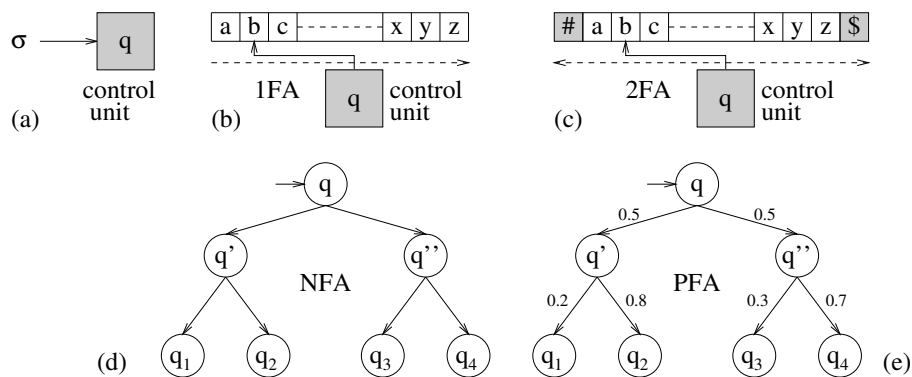 σ
q
control
unit
(a)
a b c x y z
1FA
q
control
unit
(b)
# a b c x y z $
2FA
q
control
unit
(c)
q
q' q''
NFA
q1 q2 q3 q4
(d)
q
0.5 0.5
q' q''
PFA
0.2 0.8 0.3 0.7
q1 q2 q3 q4
(e)